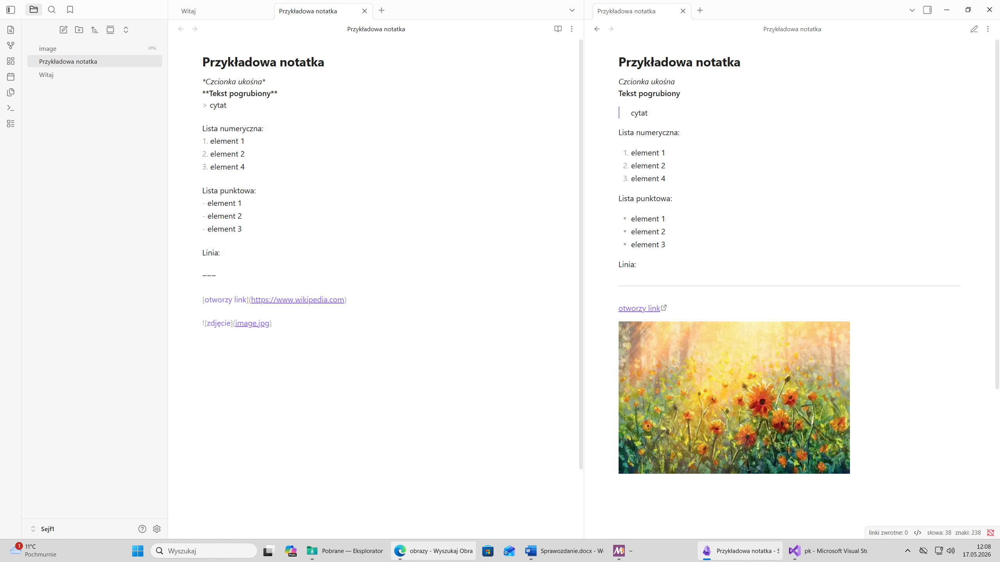 Witaj
Przykładowa notatka
Przykładowa notatka
Przykładowa notatka
Przykładowa notatka
image JPG
Przykładowa notatka
Witaj
Przykładowa notatka
*Czcionka ukośna*
**Tekst pogrubiony**
> cytat
Lista numeryczna:
1. element 1
2. element 2
3. element 4
Lista punktowa:
- element 1
- element 2
- element 3
Linia:
---
[otworzy link](https://www.wikipedia.com)
![zdjęcie](image.jpg)
Przykładowa notatka
Czcionka ukośna
Tekst pogrubiony
cytat
Lista numeryczna:
1. element 1
2. element 2
3. element 4
Lista punktowa:
• element 1
• element 2
• element 3
Linia:
otworzy link
Sejf1
linki zwrotne: 0 słowa: 38 znaki: 238
1
11°C
Pochmurnie
Wyszukaj
M365
Pobrane — Eksplorator
obrazy - Wyszukaj Obra
Sprawozdanie.docx - Wo
~
Przykładowa notatka - S
pk - Microsoft Visual Stu
12:08
17.05.2026